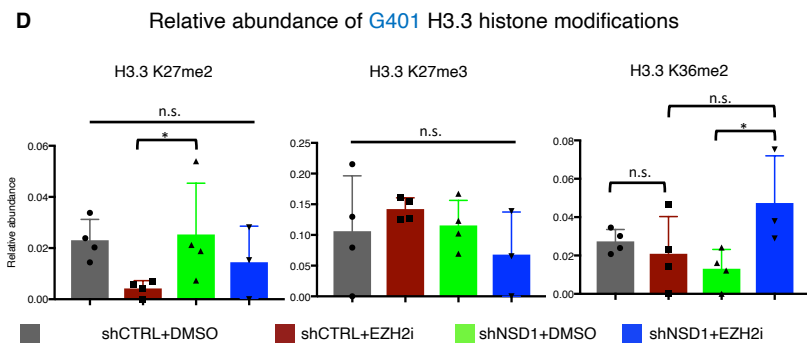 D
Relative abundance of G401 H3.3 histone modifications
H3.3 K27me2
H3.3 K27me3
H3.3 K36me2
Relative abundance
n.s.
*
0.06
0.04
0.02
0.00
n.s.
0.25
0.20
0.15
0.10
0.05
0.00
n.s.
n.s.
*
0.08
0.06
0.04
0.02
0.00
shCTRL+DMSO
shCTRL+EZH2i
shNSD1+DMSO
shNSD1+EZH2i